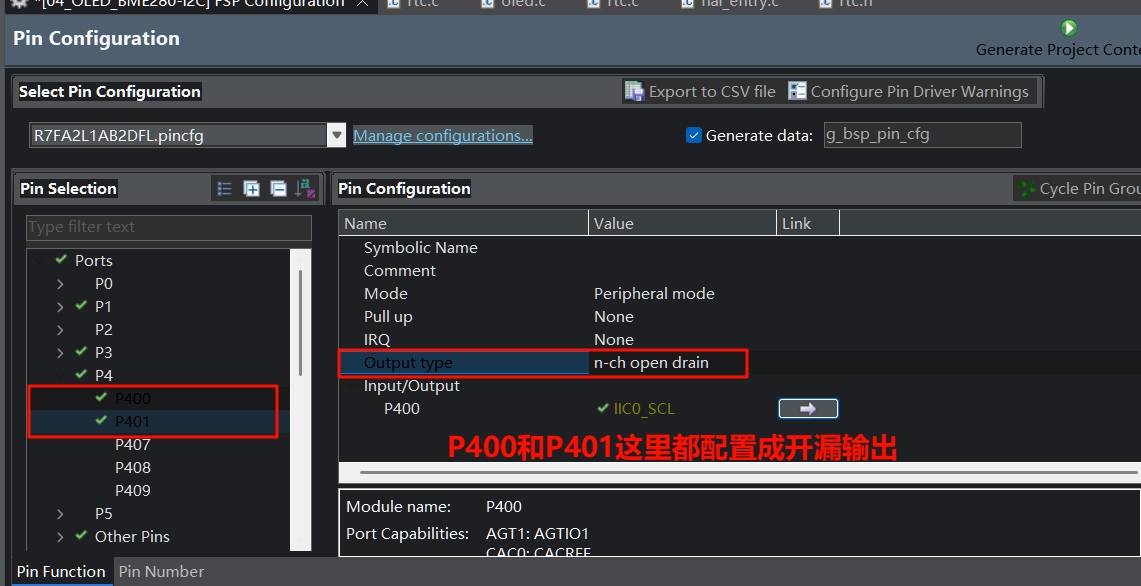 *[04_OLED_BME280-I2C] FSP Configuration
rtc.c
oled.c
rtc.c
hal_entry.c
rtc.h
Pin Configuration
Generate Project Conte
Select Pin Configuration
Export to CSV file
Configure Pin Driver Warnings
R7FA2L1AB2DFL.pincfg
Manage configurations...
Generate data:
g_bsp_pin_cfg
Pin Selection
Pin Configuration
Cycle Pin Grou
Type filter text
Name Value Link
Ports
P0
P1
P2
P3
P4
P400
P401
P407
P408
P409
P5
Other Pins
Symbolic Name
Comment
Mode Peripheral mode
Pull up None
IRQ None
Output type n-ch open drain
Input/Output
P400 IIC0_SCL
P400和P401这里都配置成开漏输出
Module name: P400
Port Capabilities: AGT1: AGTIO1
CAC0: CACREF
Pin Function Pin Number